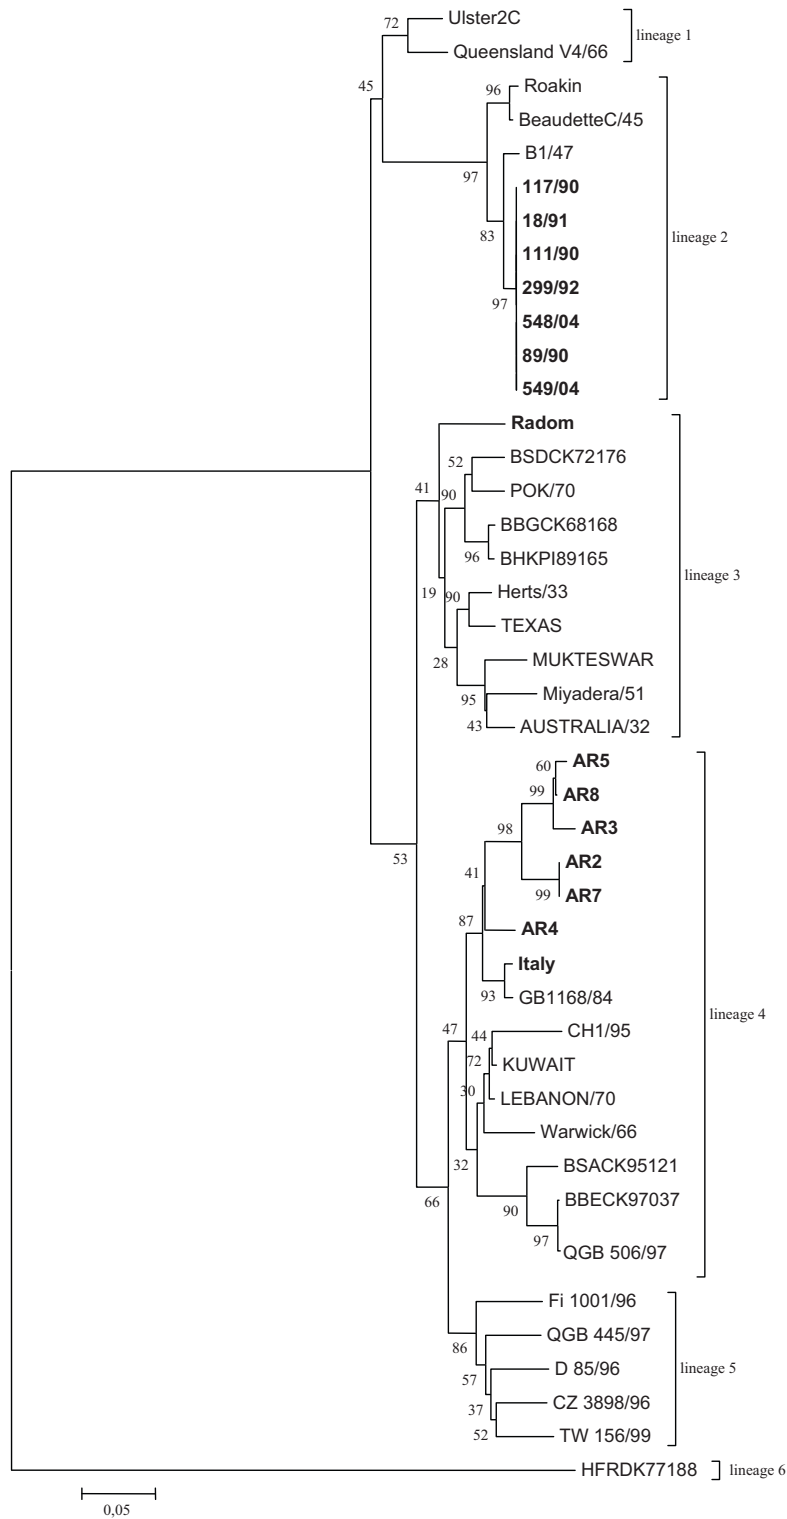 Ulster2C
72
lineage 1
Queensland V4/66
45
Roakin
96
BeaudetteC/45
B1/47
97
117/90
18/91
83
lineage 2
111/90
299/92
97
548/04
89/90
549/04
Radom
BSDCK72176
52
POK/70
41
90
BBGCK68168
96
BHKPI89165
lineage 3
Herts/33
19
90
TEXAS
MUKTESWAR
28
Miyadera/51
95
AUSTRALIA/32
43
AR5
60
AR8
99
AR3
98
53
AR2
41
AR7
99
AR4
87
Italy
GB1168/84
93
lineage 4
CH1/95
47
44
KUWAIT
72
LEBANON/70
30
Warwick/66
BSACK95121
32
BBECK97037
66
90
QGB 506/97
97
Fi 1001/96
QGB 445/97
86
D 85/96
lineage 5
57
CZ 3898/96
37
TW 156/99
52
HFRDK77188
lineage 6
0,05